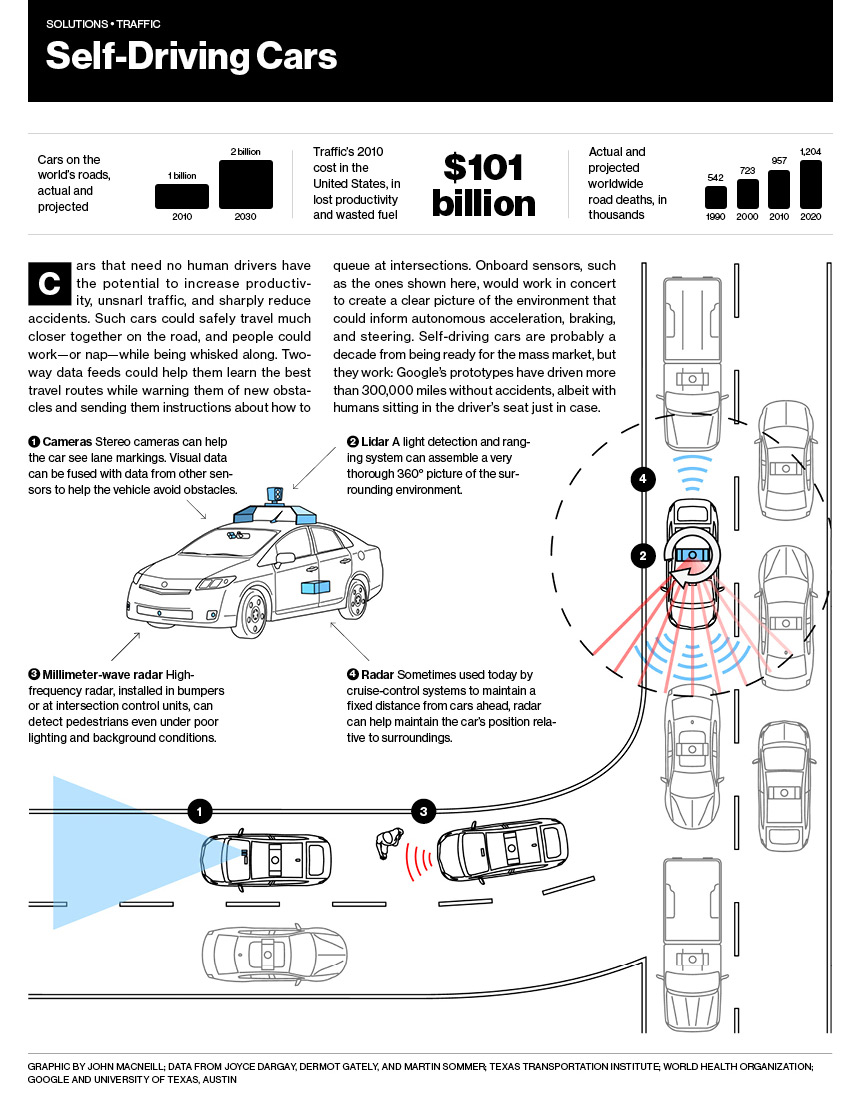 SOLUTIONS • TRAFFIC
Self-Driving Cars
Cars on the
world's roads,
actual and
projected
1 billion
2010
2 billion
2030
Traffic's 2010
cost in the
United States, in
lost productivity
and wasted fuel
$101
billion
Actual and
projected
worldwide
road deaths, in
thousands
542
723
957
1,204
1990
2000
2010
2020
Cars that need no human drivers have
the potential to increase productiv-
ity, unsnarl traffic, and sharply reduce
accidents. Such cars could safely travel much
closer together on the road, and people could
work—or nap—while being whisked along. Two-
way data feeds could help them learn the best
travel routes while warning them of new obsta-
cles and sending them instructions about how to
queue at intersections. Onboard sensors, such
as the ones shown here, would work in concert
to create a clear picture of the environment that
could inform autonomous acceleration, braking,
and steering. Self-driving cars are probably a
decade from being ready for the mass market, but
they work: Google's prototypes have driven more
than 300,000 miles without accidents, albeit with
humans sitting in the driver's seat just in case.
1 Cameras Stereo cameras can help
the car see lane markings. Visual data
can be fused with data from other sen-
sors to help the vehicle avoid obstacles.
2 Lidar A light detection and rang-
ing system can assemble a very
thorough 360° picture of the sur-
rounding environment.
3 Millimeter-wave radar High-
frequency radar, installed in bumpers
or at intersection control units, can
detect pedestrians even under poor
lighting and background conditions.
4 Radar Sometimes used today by
cruise-control systems to maintain a
fixed distance from cars ahead, radar
can help maintain the car's position rela-
tive to surroundings.
4
2
1
3
GRAPHIC BY JOHN MACNEILL; DATA FROM JOYCE DARGAY, DERMOT GATELY, AND MARTIN SOMMER; TEXAS TRANSPORTATION INSTITUTE; WORLD HEALTH ORGANIZATION;
GOOGLE AND UNIVERSITY OF TEXAS, AUSTIN